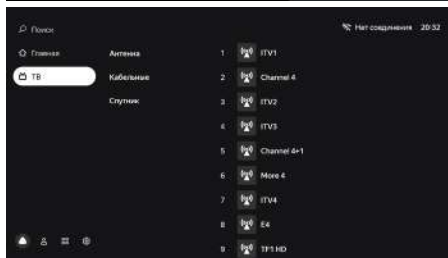 Поиск
Нет соединения 20:32
Главная
ТВ
Антенна
Кабельные
Спутник
1 ITV1
2 Channel 4
3 ITV2
4 ITV3
5 Channel 4+1
6 More 4
7 ITV4
8 E4
9 TF1 HD